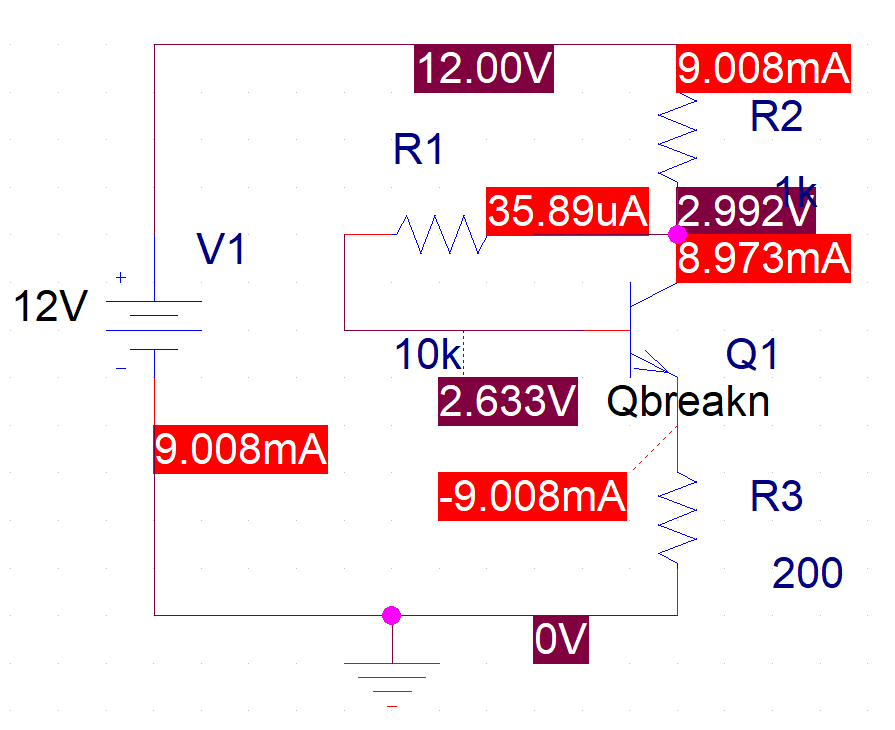 12.00V
9.008mA
R2
R1
1k
35.89uA
2.992V
V1
8.973mA
+
12V
10k
Q1
-
2.633V
Qbreakn
9.008mA
-9.008mA
R3
200
0V